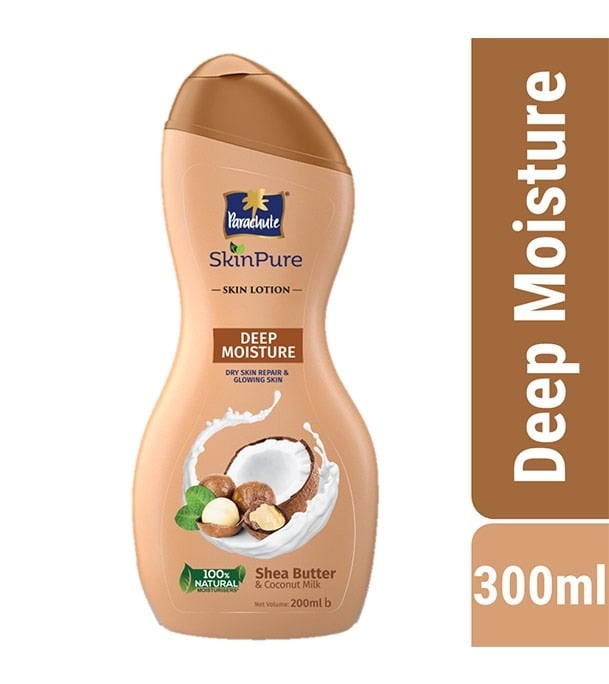 Parachute®
SkinPure
— SKIN LOTION —
DEEP
MOISTURE
DRY SKIN REPAIR &
GLOWING SKIN
100%
NATURAL
MOISTURISERS*
Shea Butter
& Coconut Milk
Net Volume: 200ml b
Deep Moisture
300ml